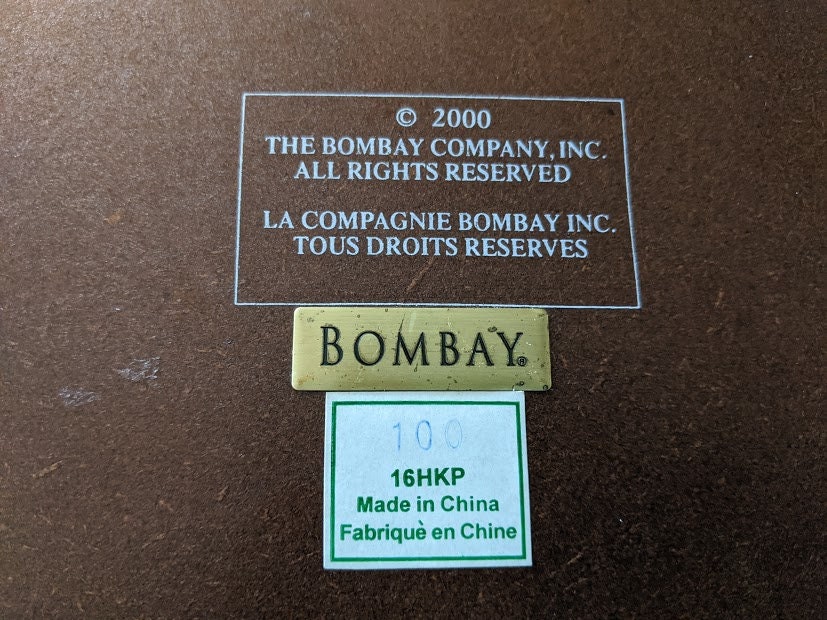 © 2000
THE BOMBAY COMPANY, INC.
ALL RIGHTS RESERVED
LA COMPAGNIE BOMBAY INC.
TOUS DROITS RESERVES
BOMBAY®
100
16HKP
Made in China
Fabriquè en Chine